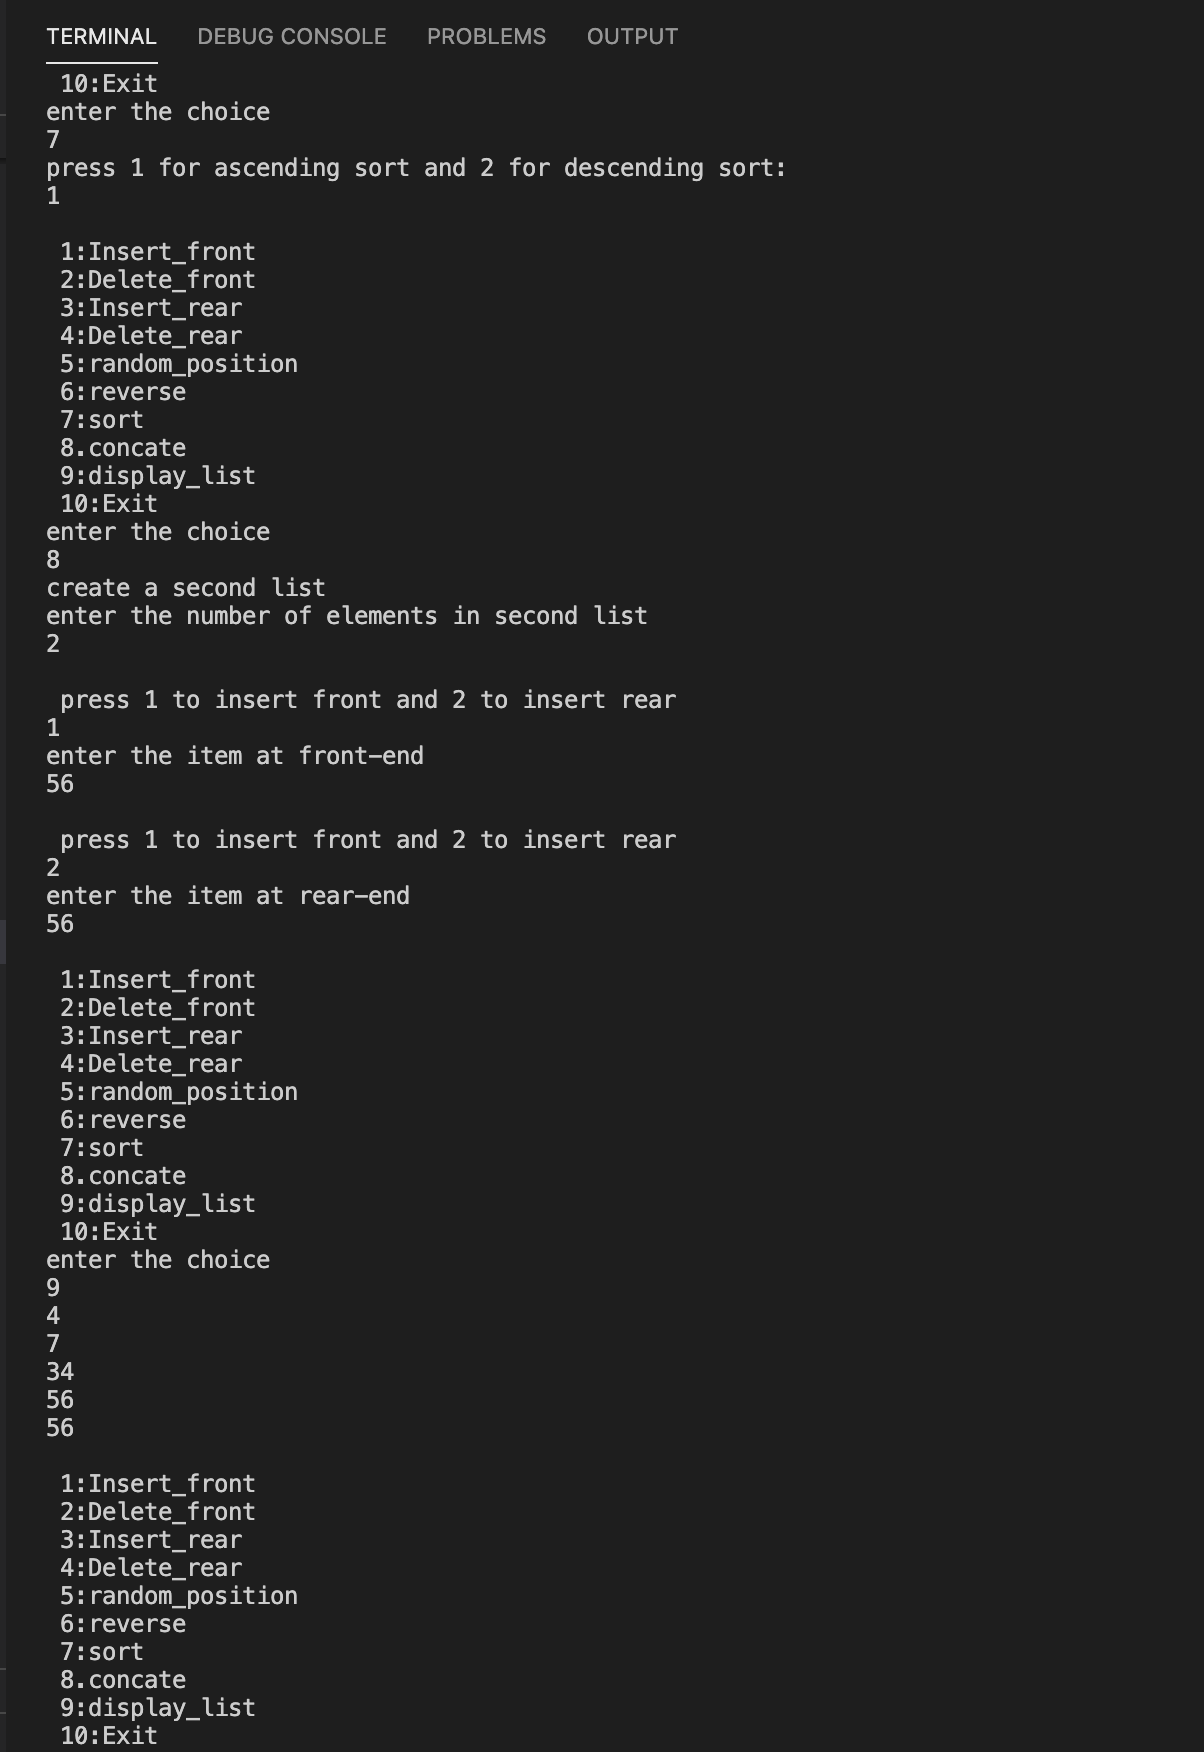 TERMINAL DEBUG CONSOLE PROBLEMS OUTPUT
10:Exit
enter the choice
7
press 1 for ascending sort and 2 for descending sort:
1
1:Insert_front
2:Delete_front
3:Insert_rear
4:Delete_rear
5:random_position
6:reverse
7:sort
8.concate
9:display_list
10:Exit
enter the choice
8
create a second list
enter the number of elements in second list
2
press 1 to insert front and 2 to insert rear
1
enter the item at front-end
56
press 1 to insert front and 2 to insert rear
2
enter the item at rear-end
56
1:Insert_front
2:Delete_front
3:Insert_rear
4:Delete_rear
5:random_position
6:reverse
7:sort
8.concate
9:display_list
10:Exit
enter the choice
9
4
7
34
56
56
1:Insert_front
2:Delete_front
3:Insert_rear
4:Delete_rear
5:random_position
6:reverse
7:sort
8.concate
9:display_list
10:Exit